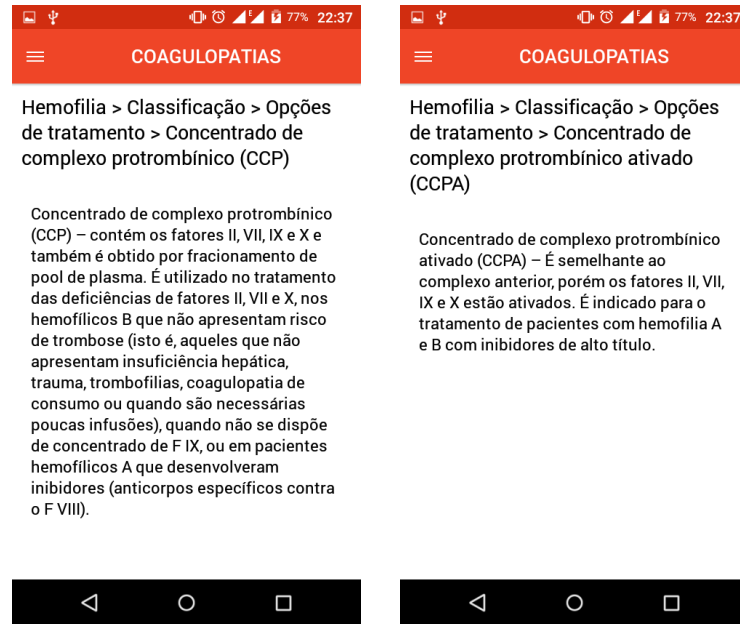 77% 22:37
COAGULOPATIAS
Hemofilia > Classificação > Opções
de tratamento > Concentrado de
complexo protrombínico (CCP)
Concentrado de complexo protrombínico
(CCP) – contém os fatores II, VII, IX e X e
também é obtido por fracionamento de
pool de plasma. É utilizado no tratamento
das deficiências de fatores II, VII e X, nos
hemofílicos B que não apresentam risco
de trombose (isto é, aqueles que não
apresentam insuficiência hepática,
trauma, trombofilias, coagulopatia de
consumo ou quando são necessárias
poucas infusões), quando não se dispõe
de concentrado de F IX, ou em pacientes
hemofílicos A que desenvolveram
inibidores (anticorpos específicos contra
o F VIII).
77% 22:37
COAGULOPATIAS
Hemofilia > Classificação > Opções
de tratamento > Concentrado de
complexo protrombínico ativado
(CCPA)
Concentrado de complexo protrombínico
ativado (CCPA) – É semelhante ao
complexo anterior, porém os fatores II, VII,
IX e X estão ativados. É indicado para o
tratamento de pacientes com hemofilia A
e B com inibidores de alto título.